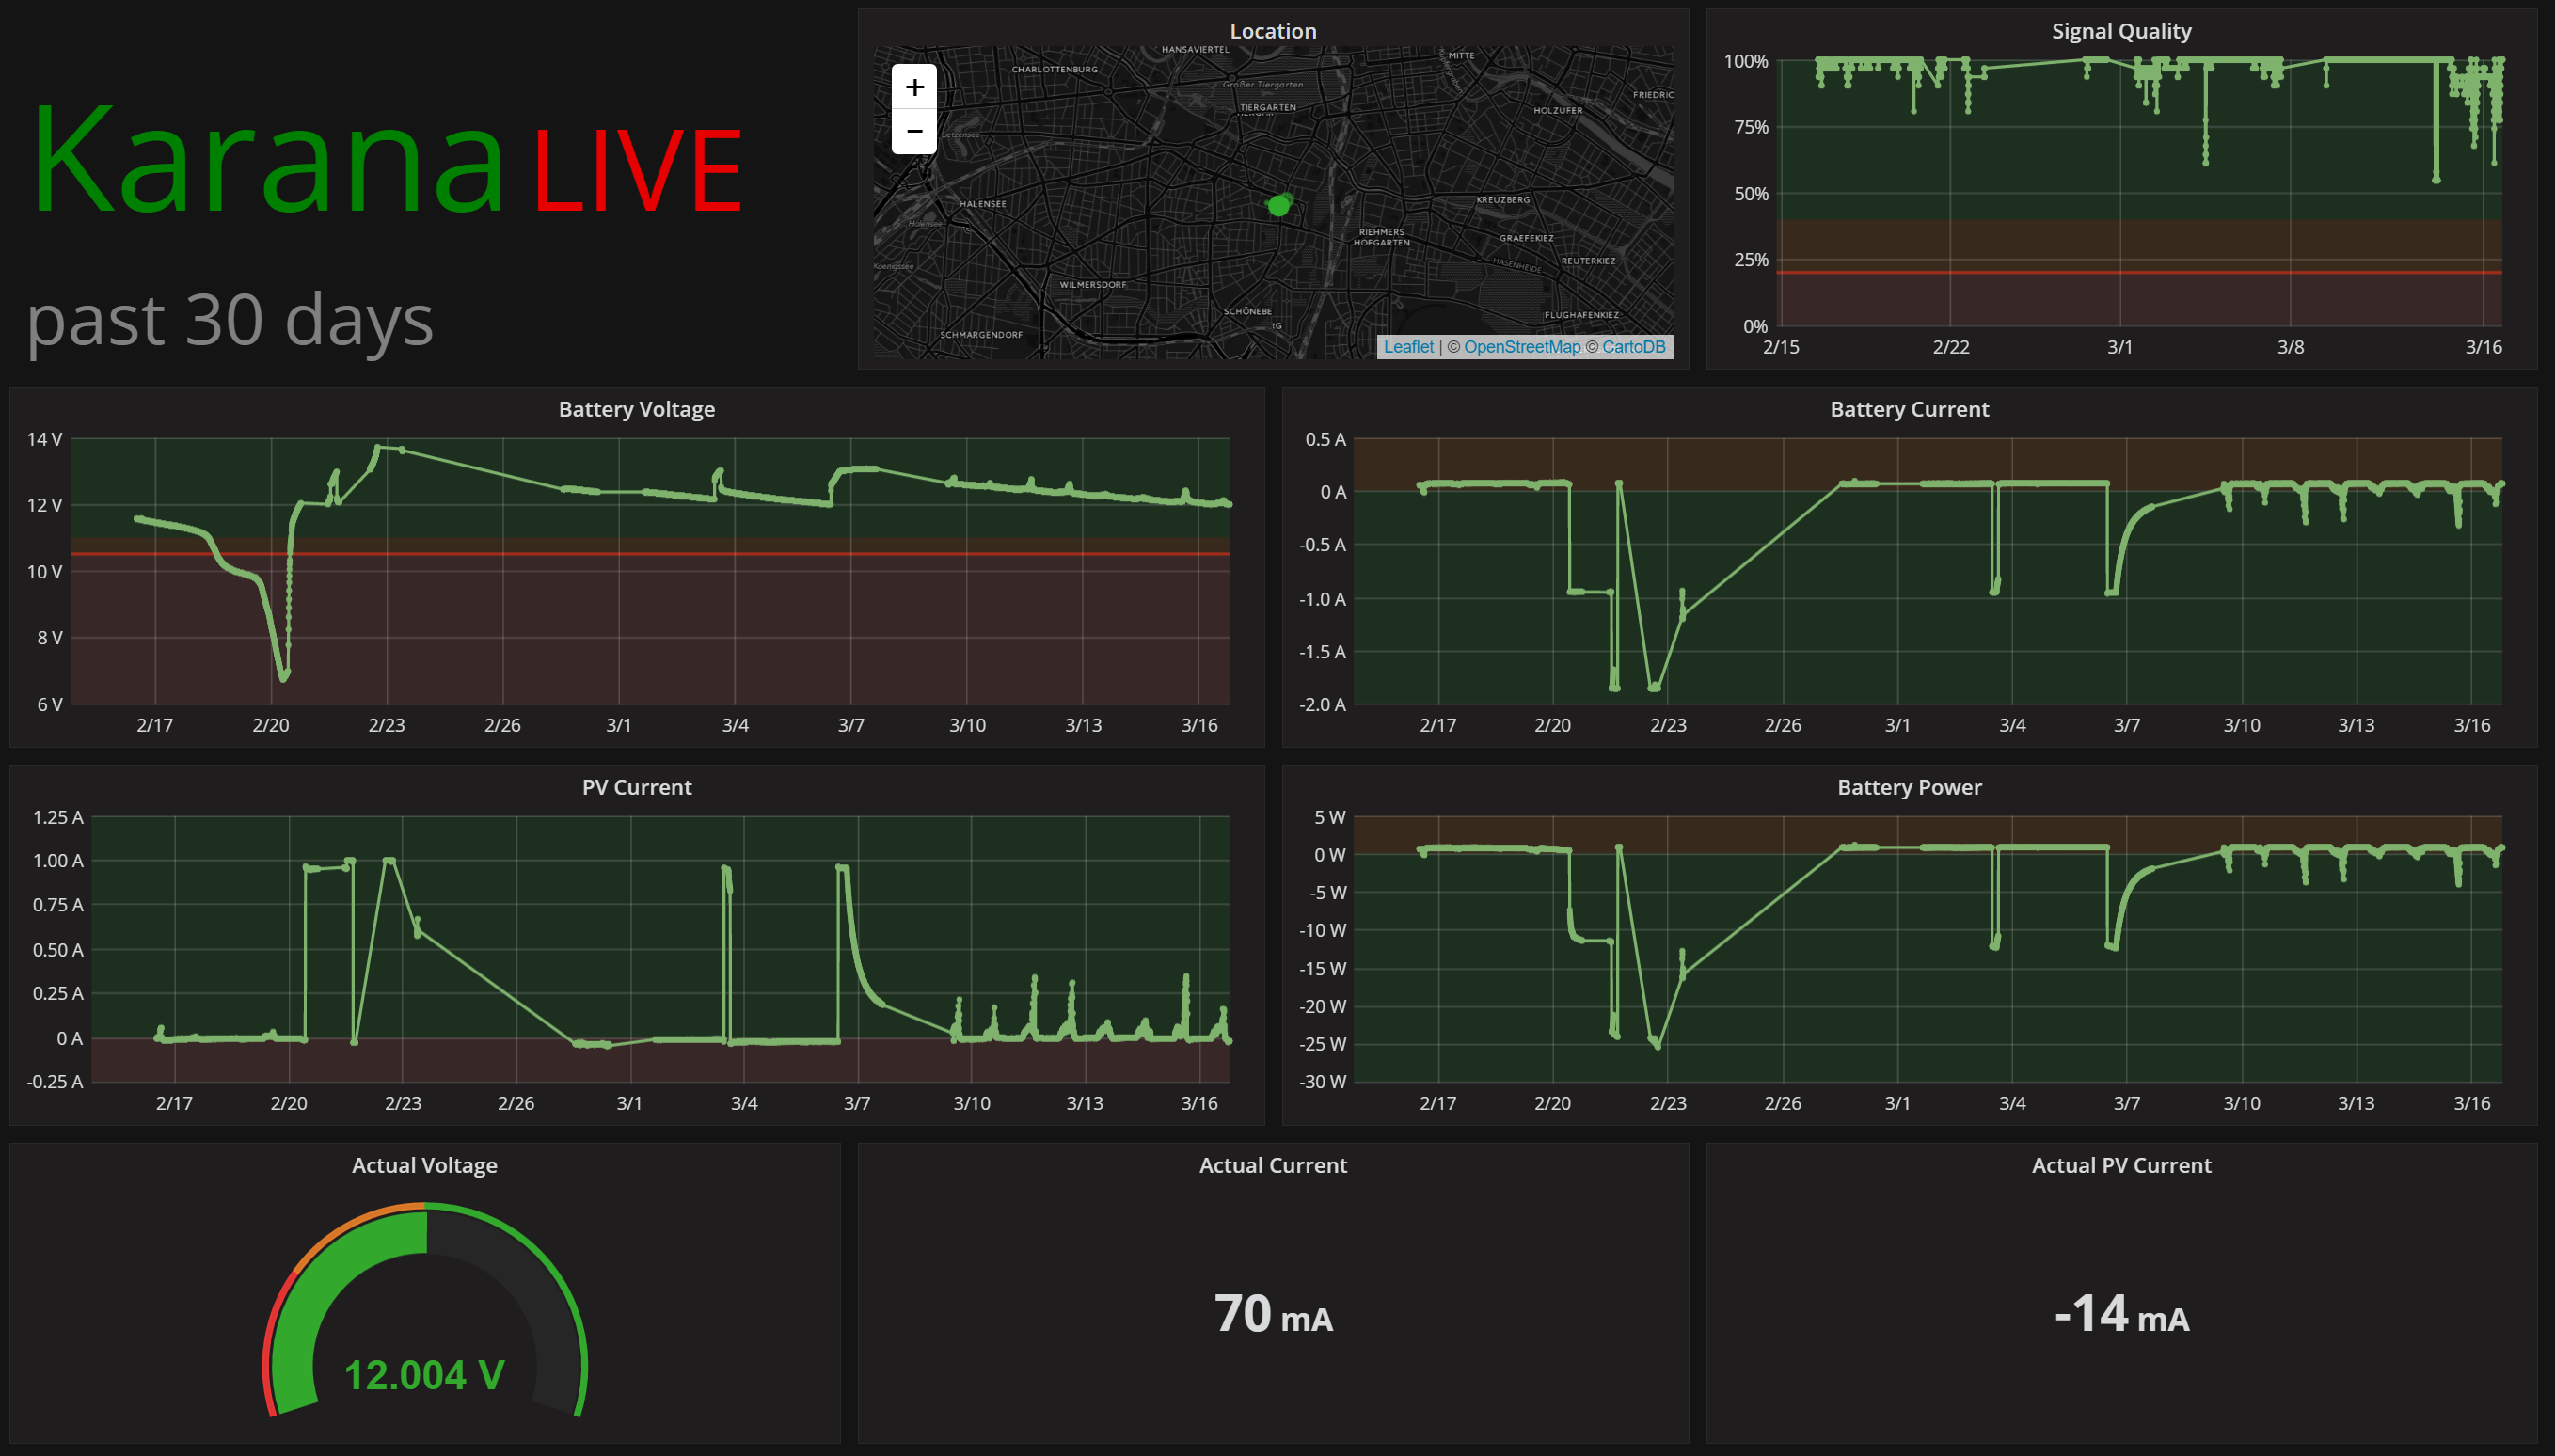 Karana LIVE
past 30 days
Location
HANSAVIERTEL
MITTE
CHARLOTTENBURG
Großer Tiergarten
FRIEDRIC
TIERGARTEN
HOLZUFER
Lietzensee
HALENSEE
KREUZBERG
Halensee
RIEHMERS
HOFGARTEN
GRAEFEKIEZ
REUTERKIEZ
HASENHEIDE
Koenigssee
WILMERSDORF
SCHÖNEBE
FLUGHAFENKIEZ
tG
SCHMARGENDORF
+
−
Leaflet | © OpenStreetMap © CartoDB
Signal Quality
100%
75%
50%
25%
0%
2/15 2/22 3/1 3/8 3/16
Battery Voltage
14 V
12 V
10 V
8 V
6 V
2/17 2/20 2/23 2/26 3/1 3/4 3/7 3/10 3/13 3/16
Battery Current
0.5 A
0 A
-0.5 A
-1.0 A
-1.5 A
-2.0 A
2/17 2/20 2/23 2/26 3/1 3/4 3/7 3/10 3/13 3/16
PV Current
1.25 A
1.00 A
0.75 A
0.50 A
0.25 A
0 A
-0.25 A
2/17 2/20 2/23 2/26 3/1 3/4 3/7 3/10 3/13 3/16
Battery Power
5 W
0 W
-5 W
-10 W
-15 W
-20 W
-25 W
-30 W
2/17 2/20 2/23 2/26 3/1 3/4 3/7 3/10 3/13 3/16
Actual Voltage
12.004 V
Actual Current
70 mA
Actual PV Current
-14 mA